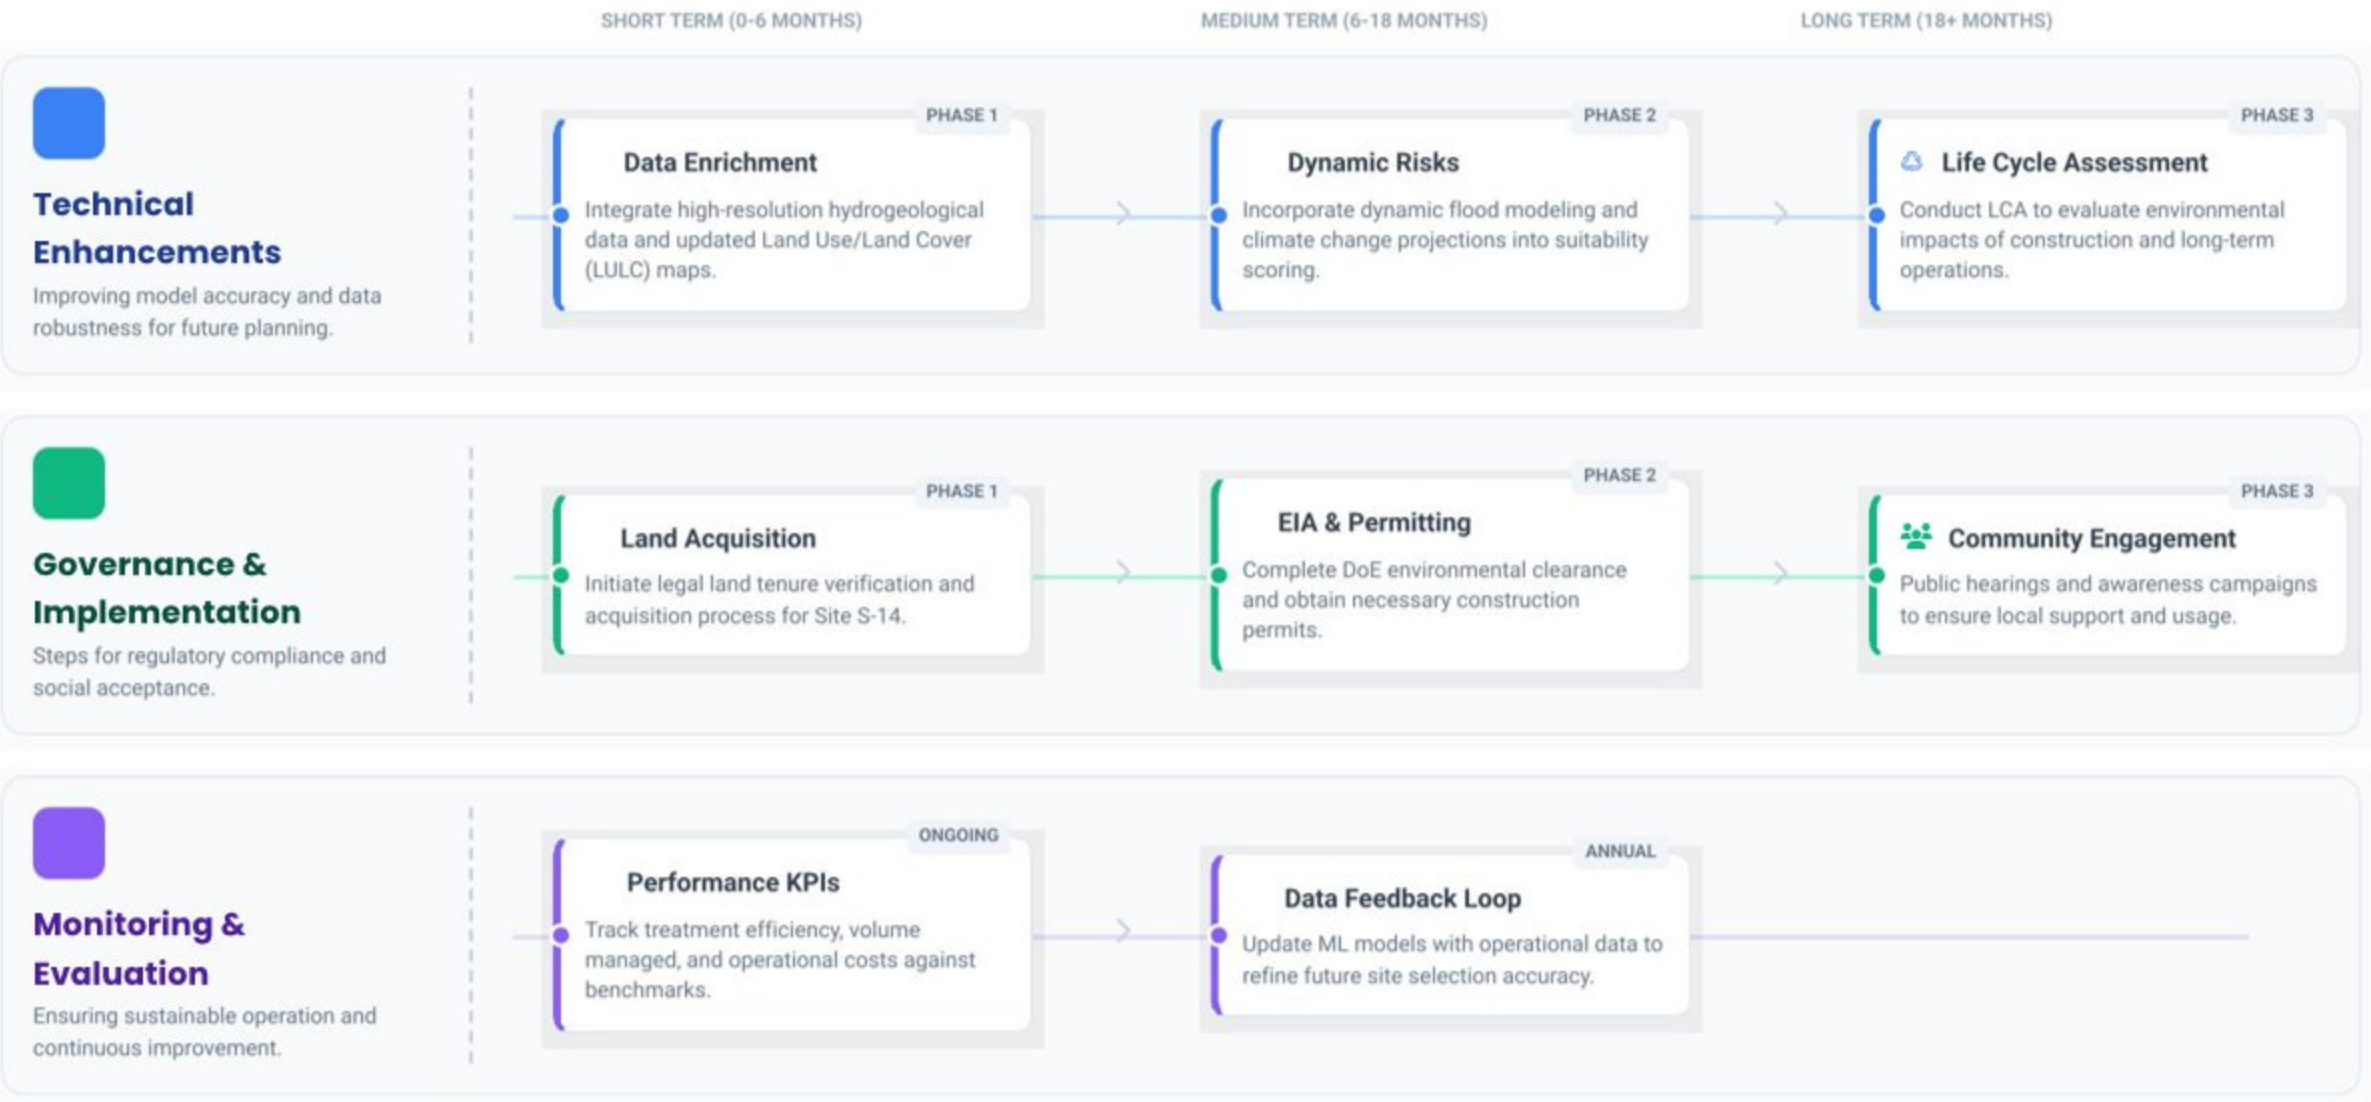 SHORT TERM (0-6 MONTHS)
MEDIUM TERM (6-18 MONTHS)
LONG TERM (18+ MONTHS)
Technical
Enhancements
Improving model accuracy and data
robustness for future planning.
PHASE 1
Data Enrichment
Integrate high-resolution hydrogeological
data and updated Land Use/Land Cover
(LULC) maps.
PHASE 2
Dynamic Risks
Incorporate dynamic flood modeling and
climate change projections into suitability
scoring.
PHASE 3
Life Cycle Assessment
Conduct LCA to evaluate environmental
impacts of construction and long-term
operations.
Governance &
Implementation
Steps for regulatory compliance and
social acceptance.
PHASE 1
Land Acquisition
Initiate legal land tenure verification and
acquisition process for Site S-14.
PHASE 2
EIA & Permitting
Complete DoE environmental clearance
and obtain necessary construction
permits.
PHASE 3
Community Engagement
Public hearings and awareness campaigns
to ensure local support and usage.
Monitoring &
Evaluation
Ensuring sustainable operation and
continuous improvement.
ONGOING
Performance KPIs
Track treatment efficiency, volume
managed, and operational costs against
benchmarks.
ANNUAL
Data Feedback Loop
Update ML models with operational data to
refine future site selection accuracy.